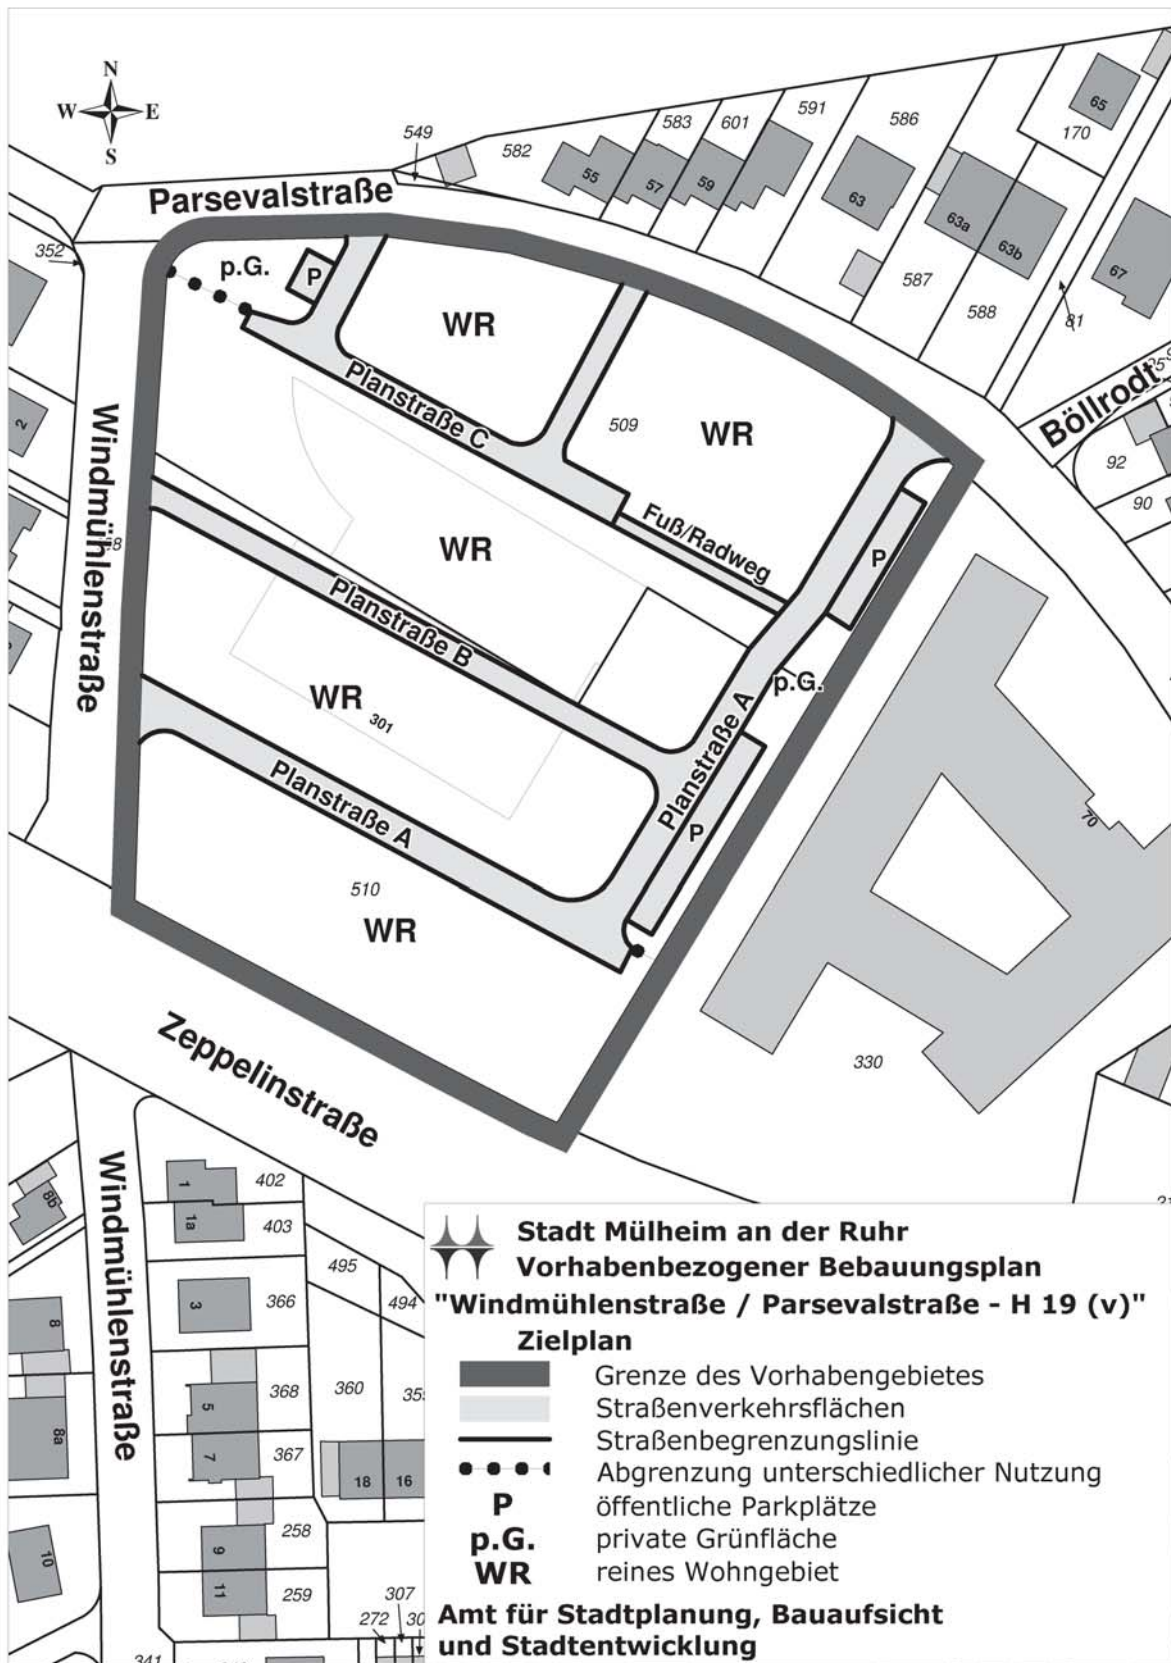 N
W E
S
549
582
583
601
591
586
65
170
55
57
59
63
63a
63b
67
587
588
81
352
Parsevalstraße
p.G.
P
WR
Planstraße C
509
WR
Böllrodt
92
90
2
Windmühlenstraße
WR
Fuß/Radweg
P
Planstraße B
p.G.
WR
301
Planstraße A
Planstraße A
P
70
510
WR
330
Zeppelinstraße
Windmühlenstraße
8b
1
402
1a
403
495
494
3
366
8
368
360
5
8a
7
367
18
16
258
9
10
11
259
307
272
341
Stadt Mülheim an der Ruhr
Vorhabenbezogener Bebauungsplan
"Windmühlenstraße / Parsevalstraße - H 19 (v)"
Zielplan
Grenze des Vorhabengebietes
Straßenverkehrsflächen
Straßenbegrenzungslinie
Abgrenzung unterschiedlicher Nutzung
P öffentliche Parkplätze
p.G. private Grünfläche
WR reines Wohngebiet
Amt für Stadtplanung, Bauaufsicht
und Stadtentwicklung